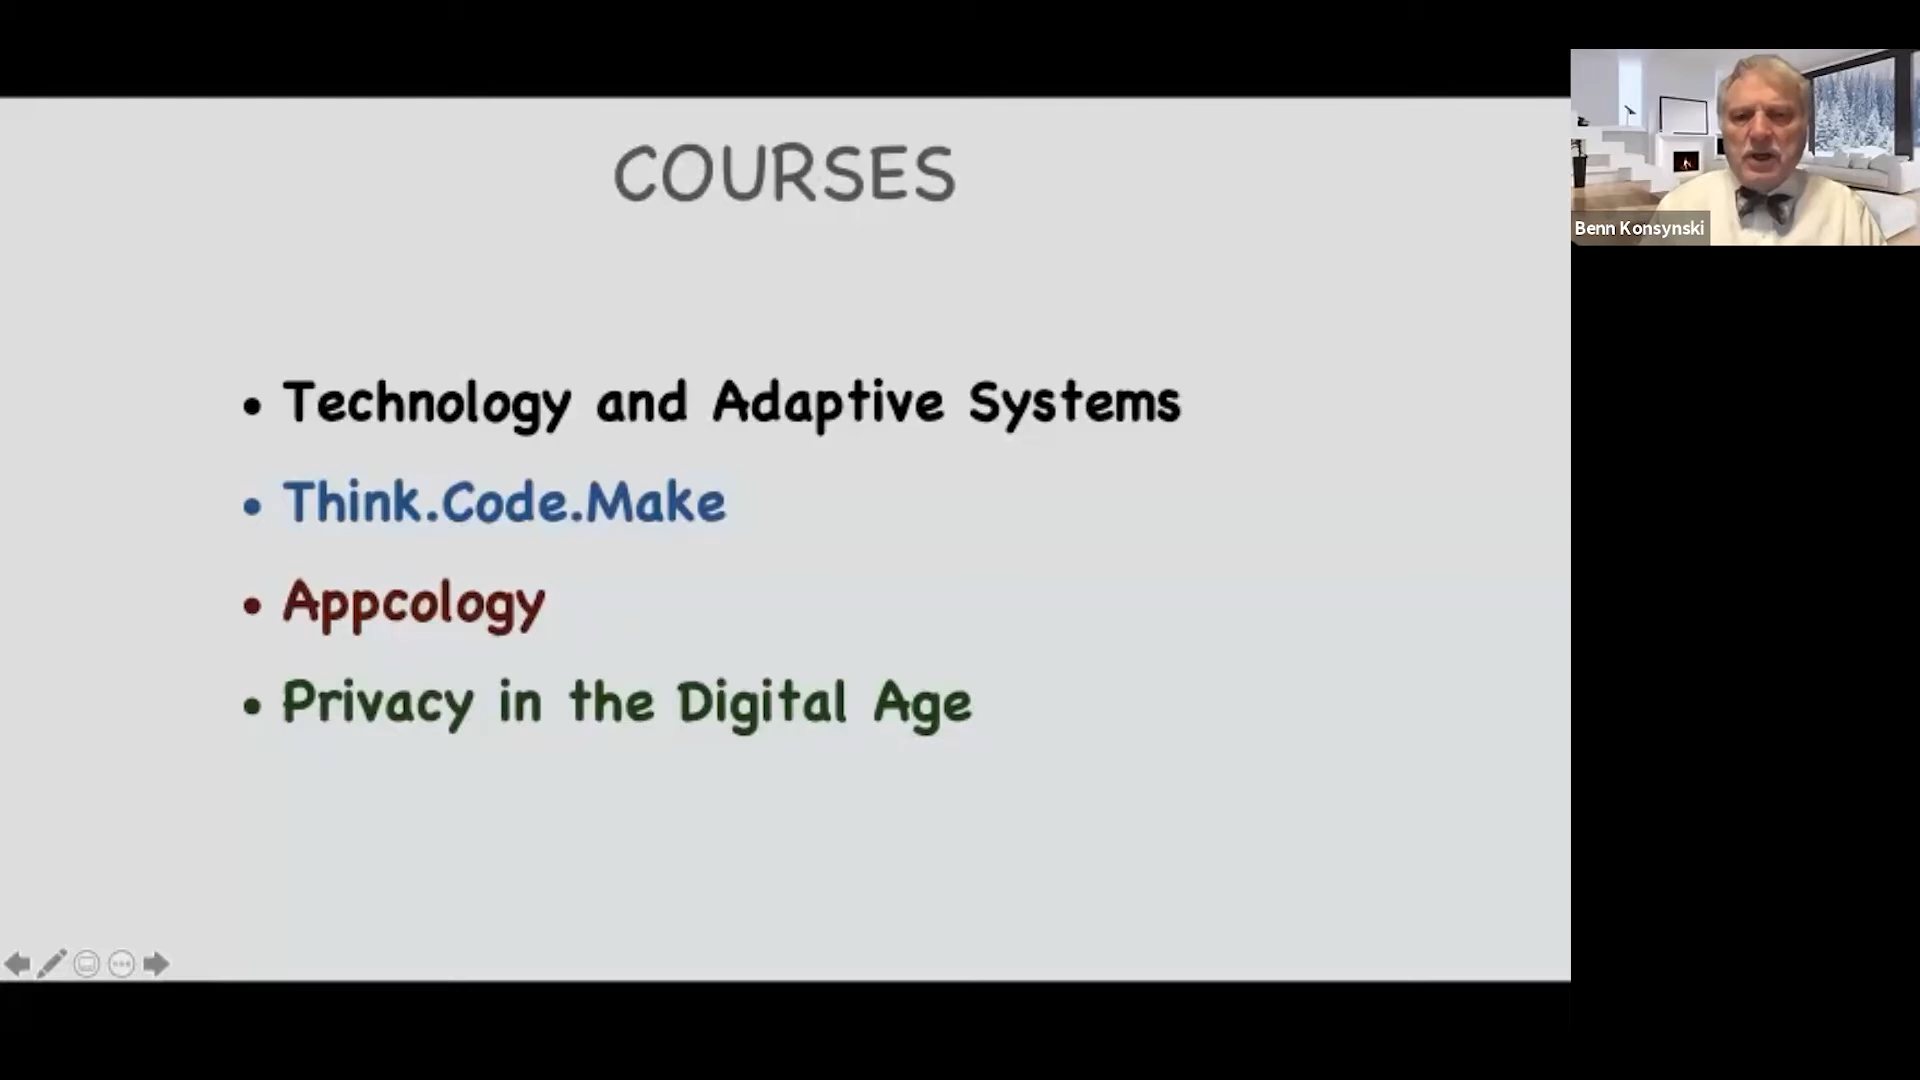 COURSES
• Technology and Adaptive Systems
• Think.Code.Make
• Appcology
• Privacy in the Digital Age
Benn Konsynski